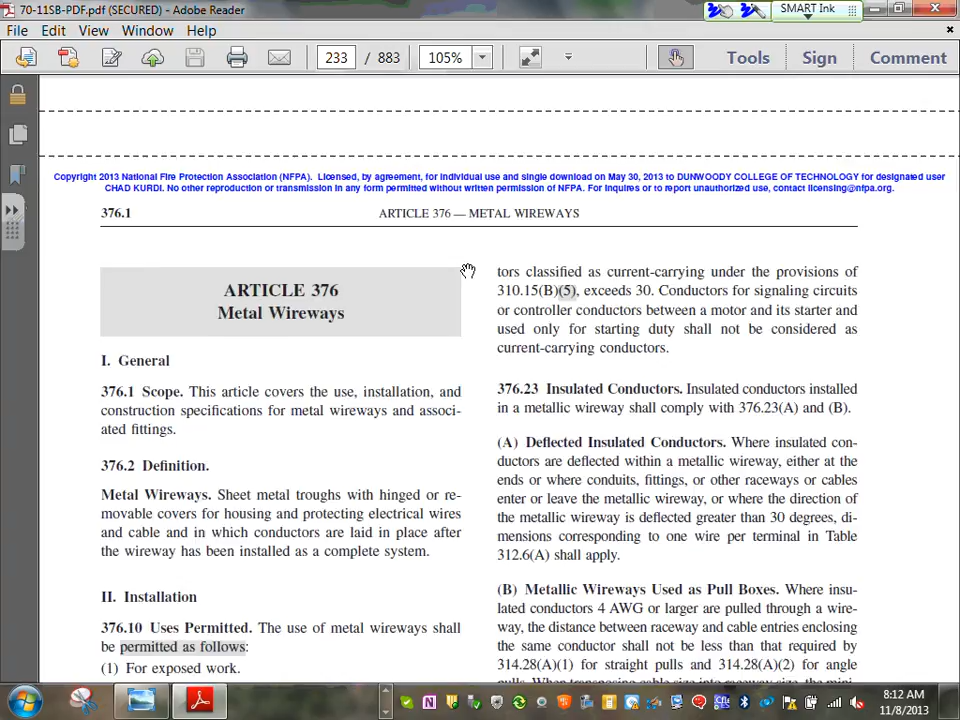 70-11SB-PDF.pdf (SECURED) - Adobe Reader
SMART Ink
File Edit View Window Help
233 / 883 105% Tools Sign Comment
Copyright 2013 National Fire Protection Association (NFPA). Licensed, by agreement, for individual use and single download on May 30, 2013 to DUNWOODY COLLEGE OF TECHNOLOGY for designated user
CHAD KURDI. No other reproduction or transmission in any form permitted without written permission of NFPA. For inquires or to report unauthorized use, contact licensing@nfpa.org.
376.1 ARTICLE 376 — METAL WIREWAYS
ARTICLE 376
Metal Wireways
I. General
376.1 Scope. This article covers the use, installation, and
construction specifications for metal wireways and associ-
ated fittings.
376.2 Definition.
Metal Wireways. Sheet metal troughs with hinged or re-
movable covers for housing and protecting electrical wires
and cable and in which conductors are laid in place after
the wireway has been installed as a complete system.
II. Installation
376.10 Uses Permitted. The use of metal wireways shall
be permitted as follows:
(1) For exposed work.
tors classified as current-carrying under the provisions of
310.15(B)(5), exceeds 30. Conductors for signaling circuits
or controller conductors between a motor and its starter and
used only for starting duty shall not be considered as
current-carrying conductors.
376.23 Insulated Conductors. Insulated conductors installed
in a metallic wireway shall comply with 376.23(A) and (B).
(A) Deflected Insulated Conductors. Where insulated con-
ductors are deflected within a metallic wireway, either at the
ends or where conduits, fittings, or other raceways or cables
enter or leave the metallic wireway, or where the direction of
the metallic wireway is deflected greater than 30 degrees, di-
mensions corresponding to one wire per terminal in Table
312.6(A) shall apply.
(B) Metallic Wireways Used as Pull Boxes. Where insu-
lated conductors 4 AWG or larger are pulled through a wire-
way, the distance between raceway and cable entries enclosing
the same conductor shall not be less than that required by
314.28(A)(1) for straight pulls and 314.28(A)(2) for angle
pulls. When transposing cable size into raceway size, the mini-
8:12 AM
11/8/2013